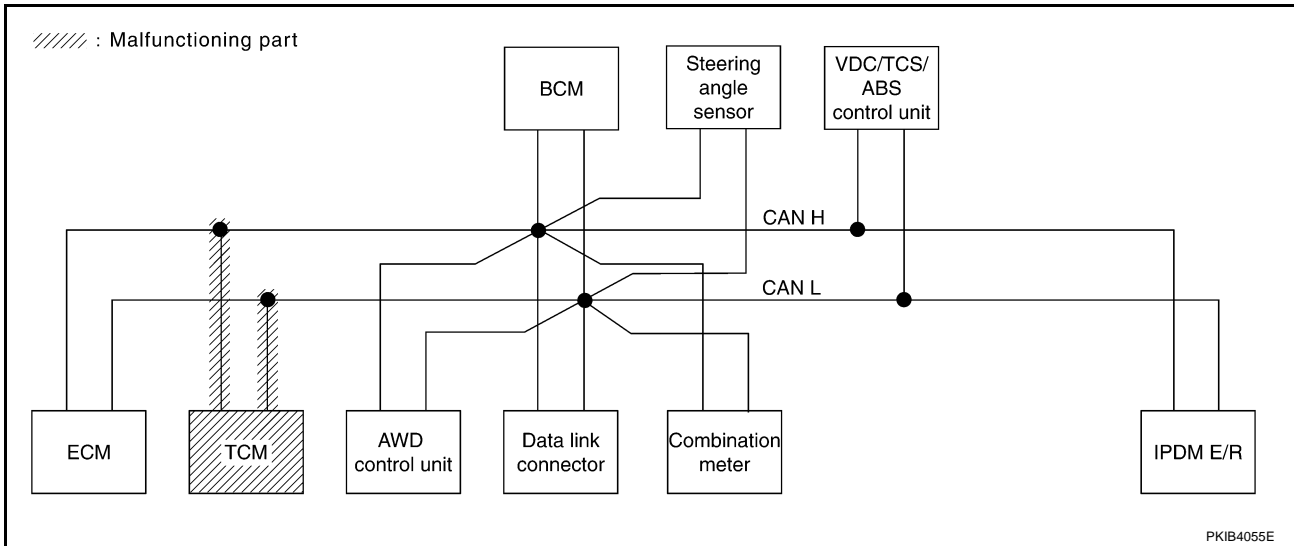 : Malfunctioning part
BCM
Steering
angle
sensor
VDC/TCS/
ABS
control unit
CAN H
CAN L
ECM
TCM
AWD
control unit
Data link
connector
Combination
meter
IPDM E/R
PKIB4055E